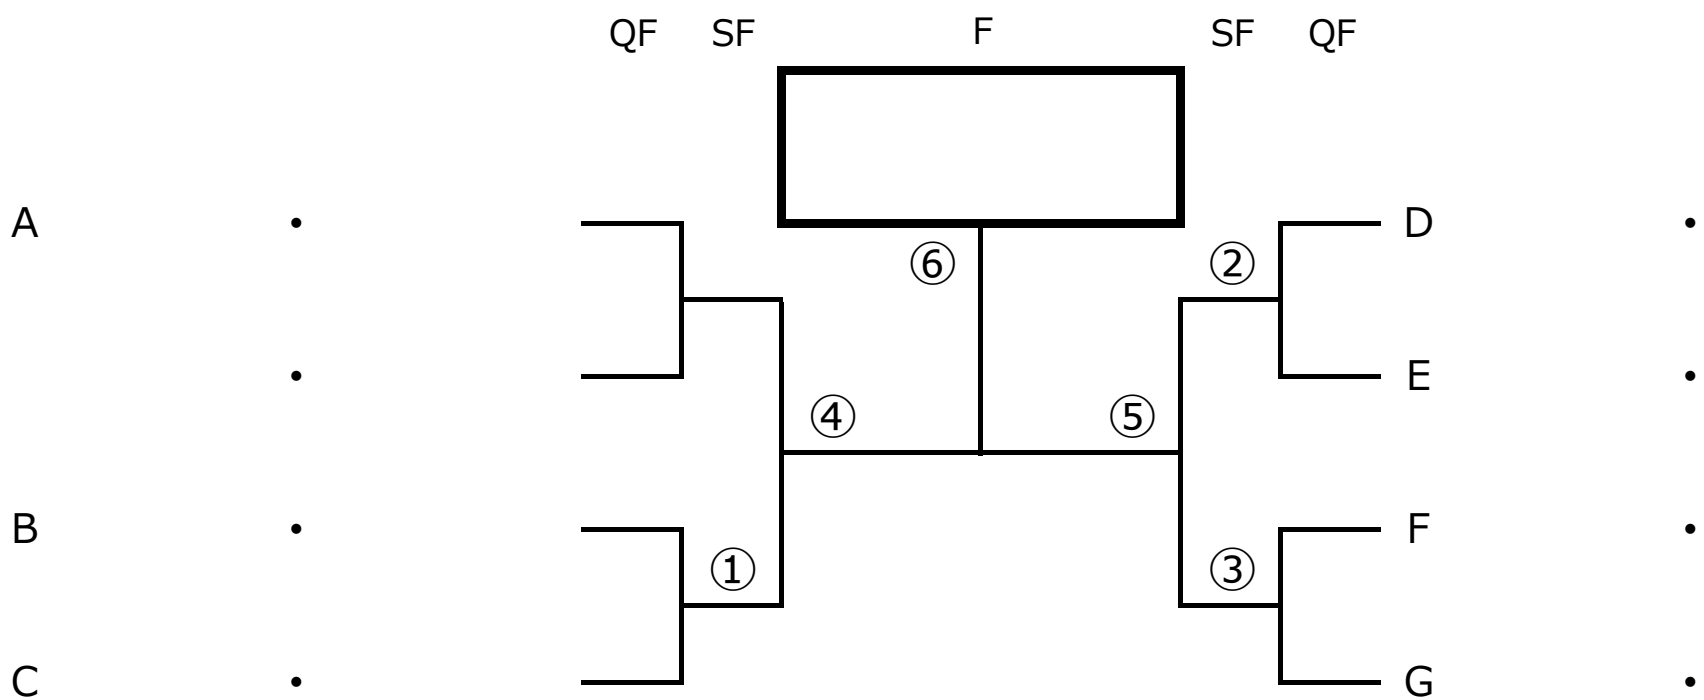 QF SF F SF QF
A ・ D ・
⑥ ②
・ E ・
④ ⑤
B ・ F ・
① ③
C ・ G ・